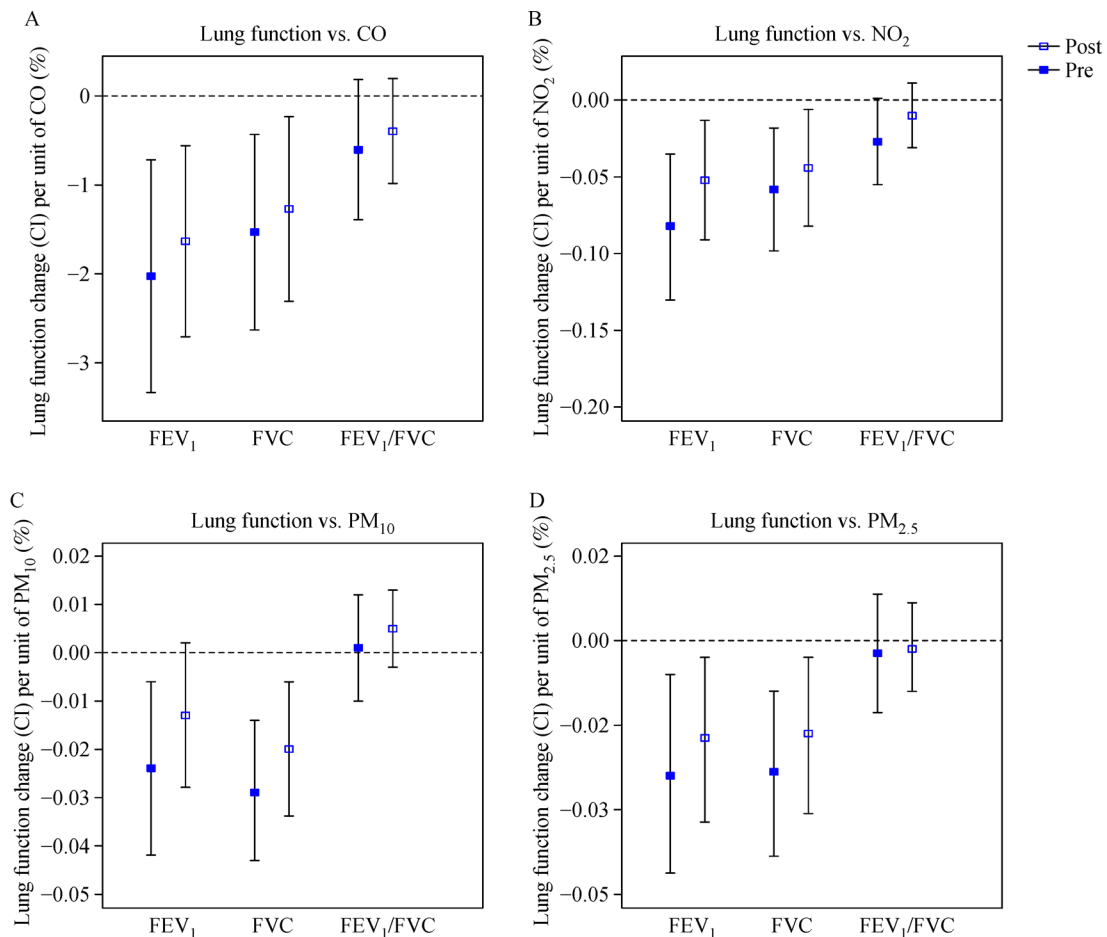 A
Lung function vs. CO
Lung function change (CI) per unit of CO (%)
0
−1
−2
−3
FEV₁
FVC
FEV₁/FVC
B
Lung function vs. NO₂
Lung function change (CI) per unit of NO₂ (%)
0.00
−0.05
−0.10
−0.15
−0.20
FEV₁
FVC
FEV₁/FVC
Post
Pre
C
Lung function vs. PM₁₀
Lung function change (CI) per unit of PM₁₀ (%)
0.02
0.01
0.00
−0.01
−0.02
−0.03
−0.04
−0.05
FEV₁
FVC
FEV₁/FVC
D
Lung function vs. PM₂.₅
Lung function change (CI) per unit of PM₂.₅ (%)
0.02
0.00
−0.02
−0.03
−0.05
FEV₁
FVC
FEV₁/FVC